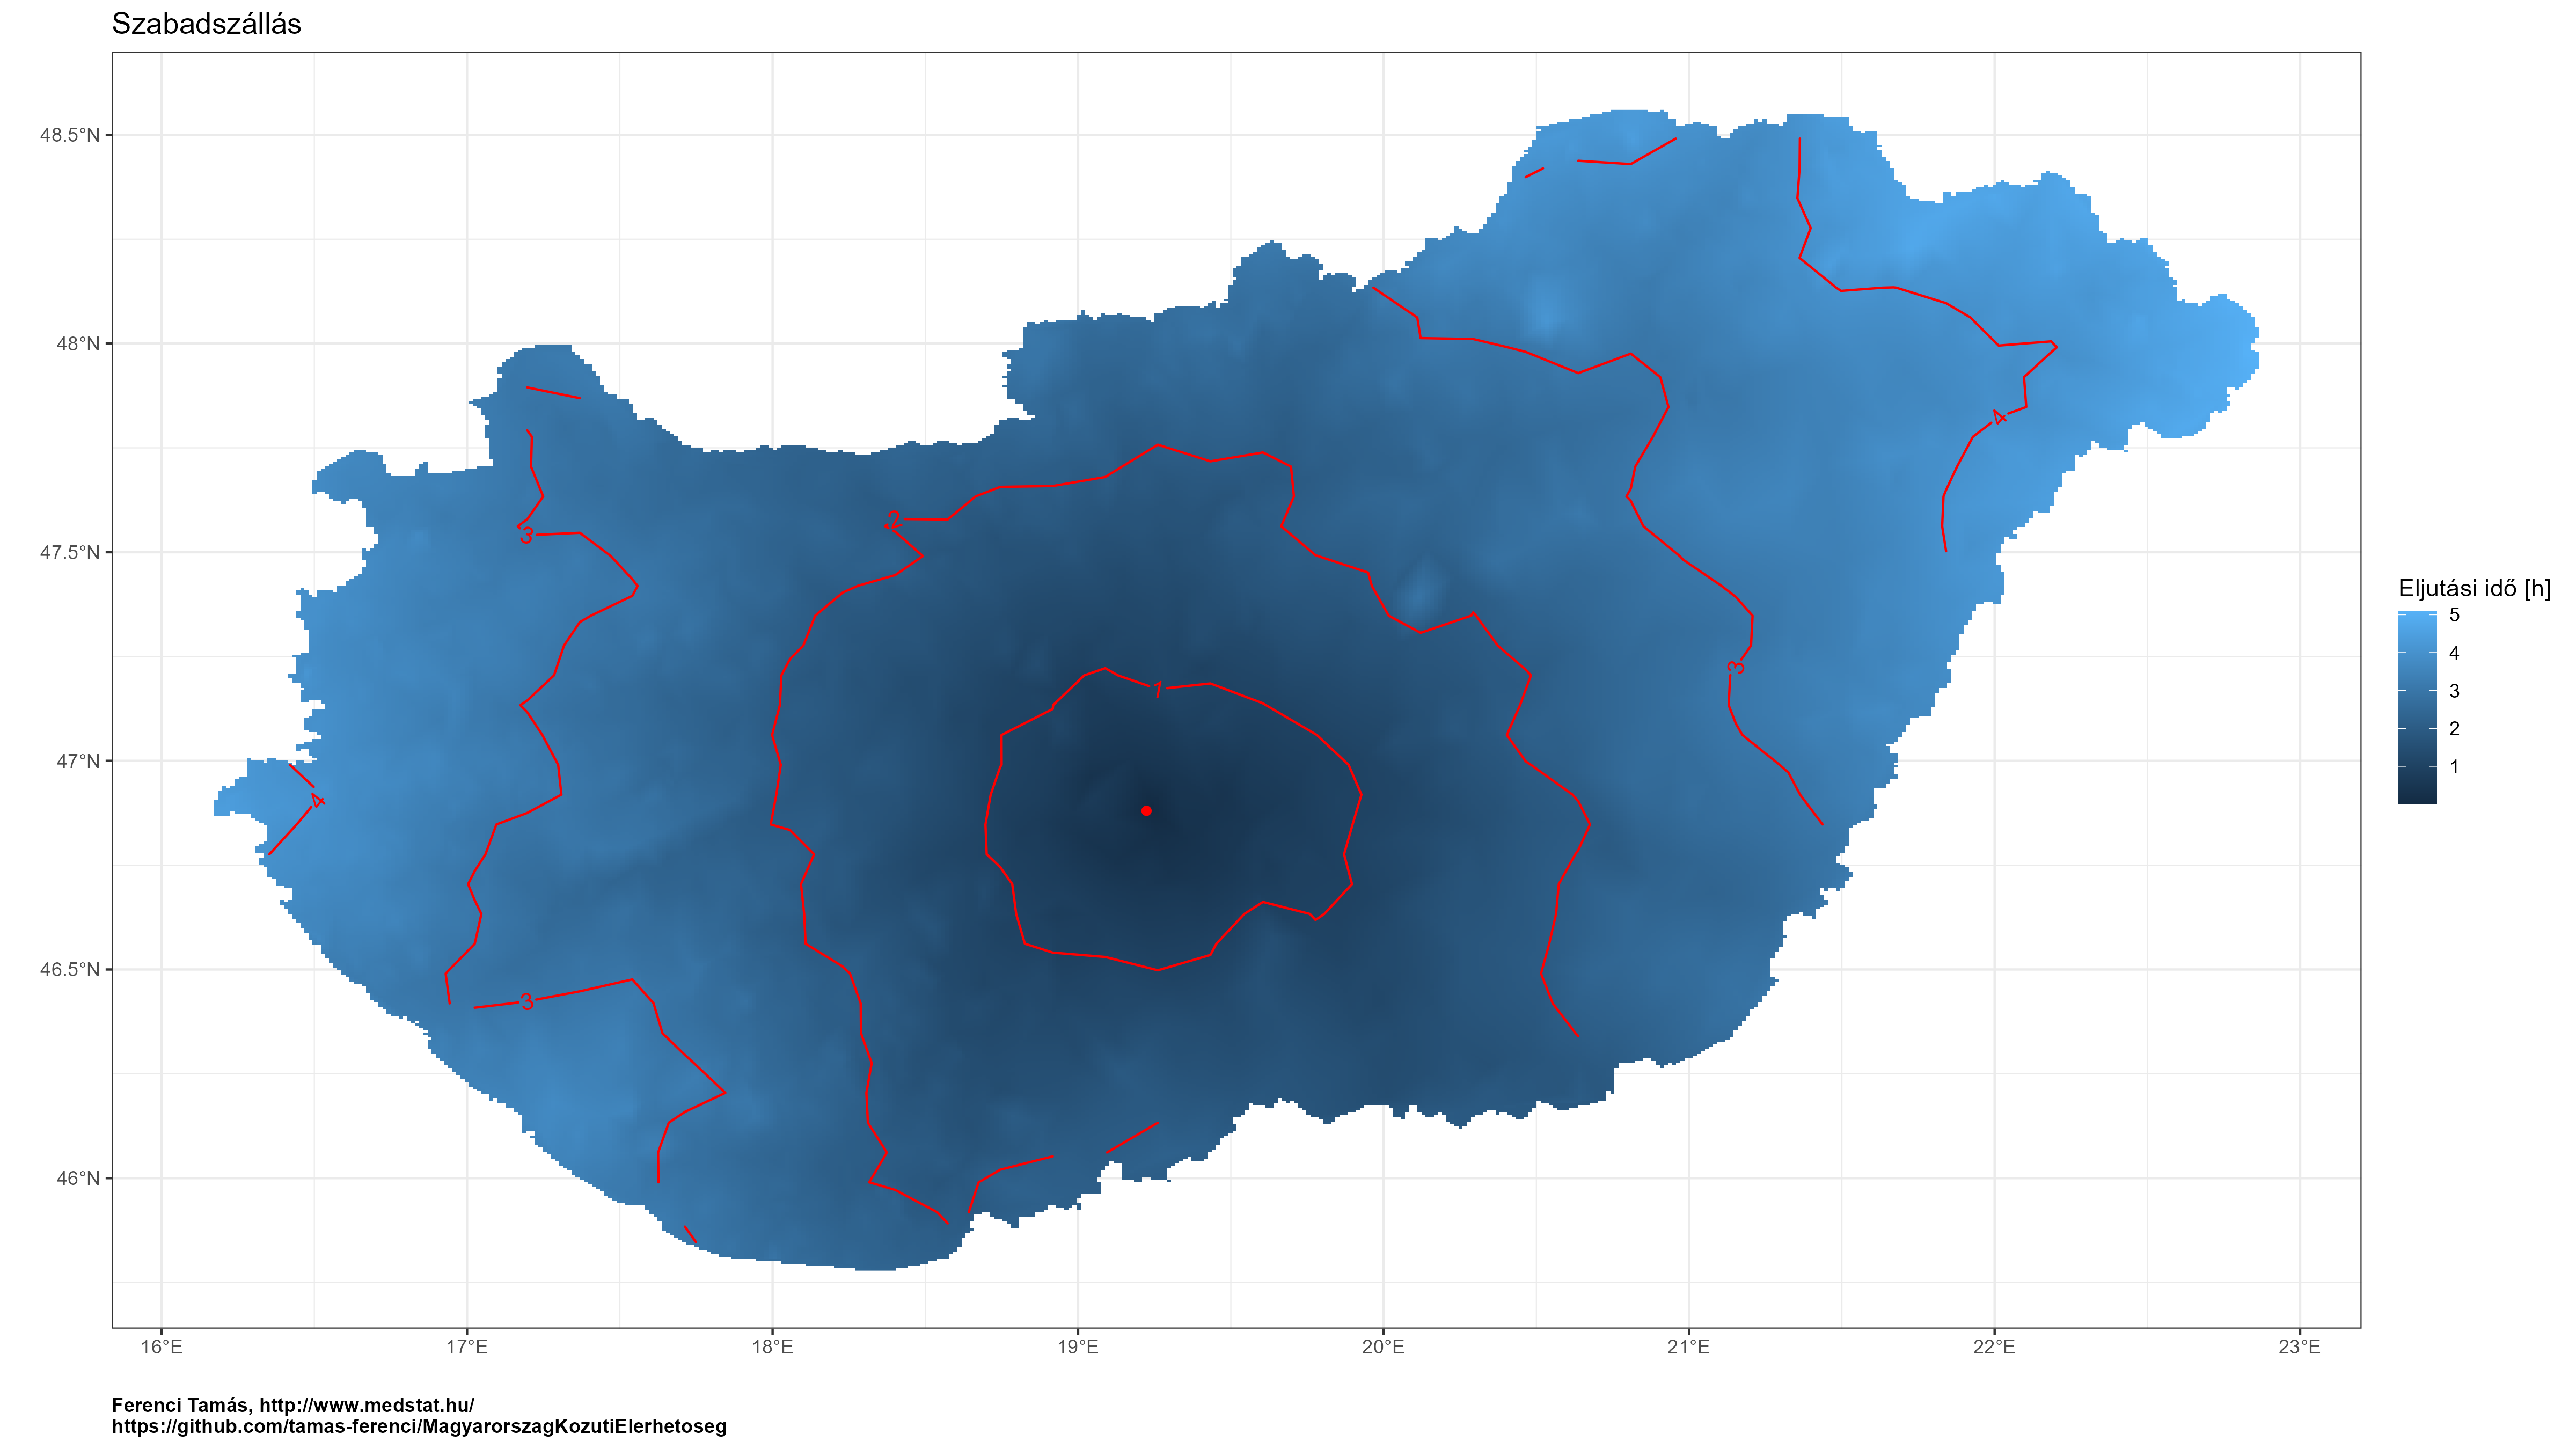 Szabadszállás
48.5°N
48°N
47.5°N
47°N
46.5°N
46°N
16°E
17°E
18°E
19°E
20°E
21°E
22°E
23°E
3
2
1
3
4
4
3
Eljutási idő [h]
5
4
3
2
1
Ferenci Tamás, http://www.medstat.hu/
https://github.com/tamas-ferenci/MagyarorszagKozutiElerhetoseg